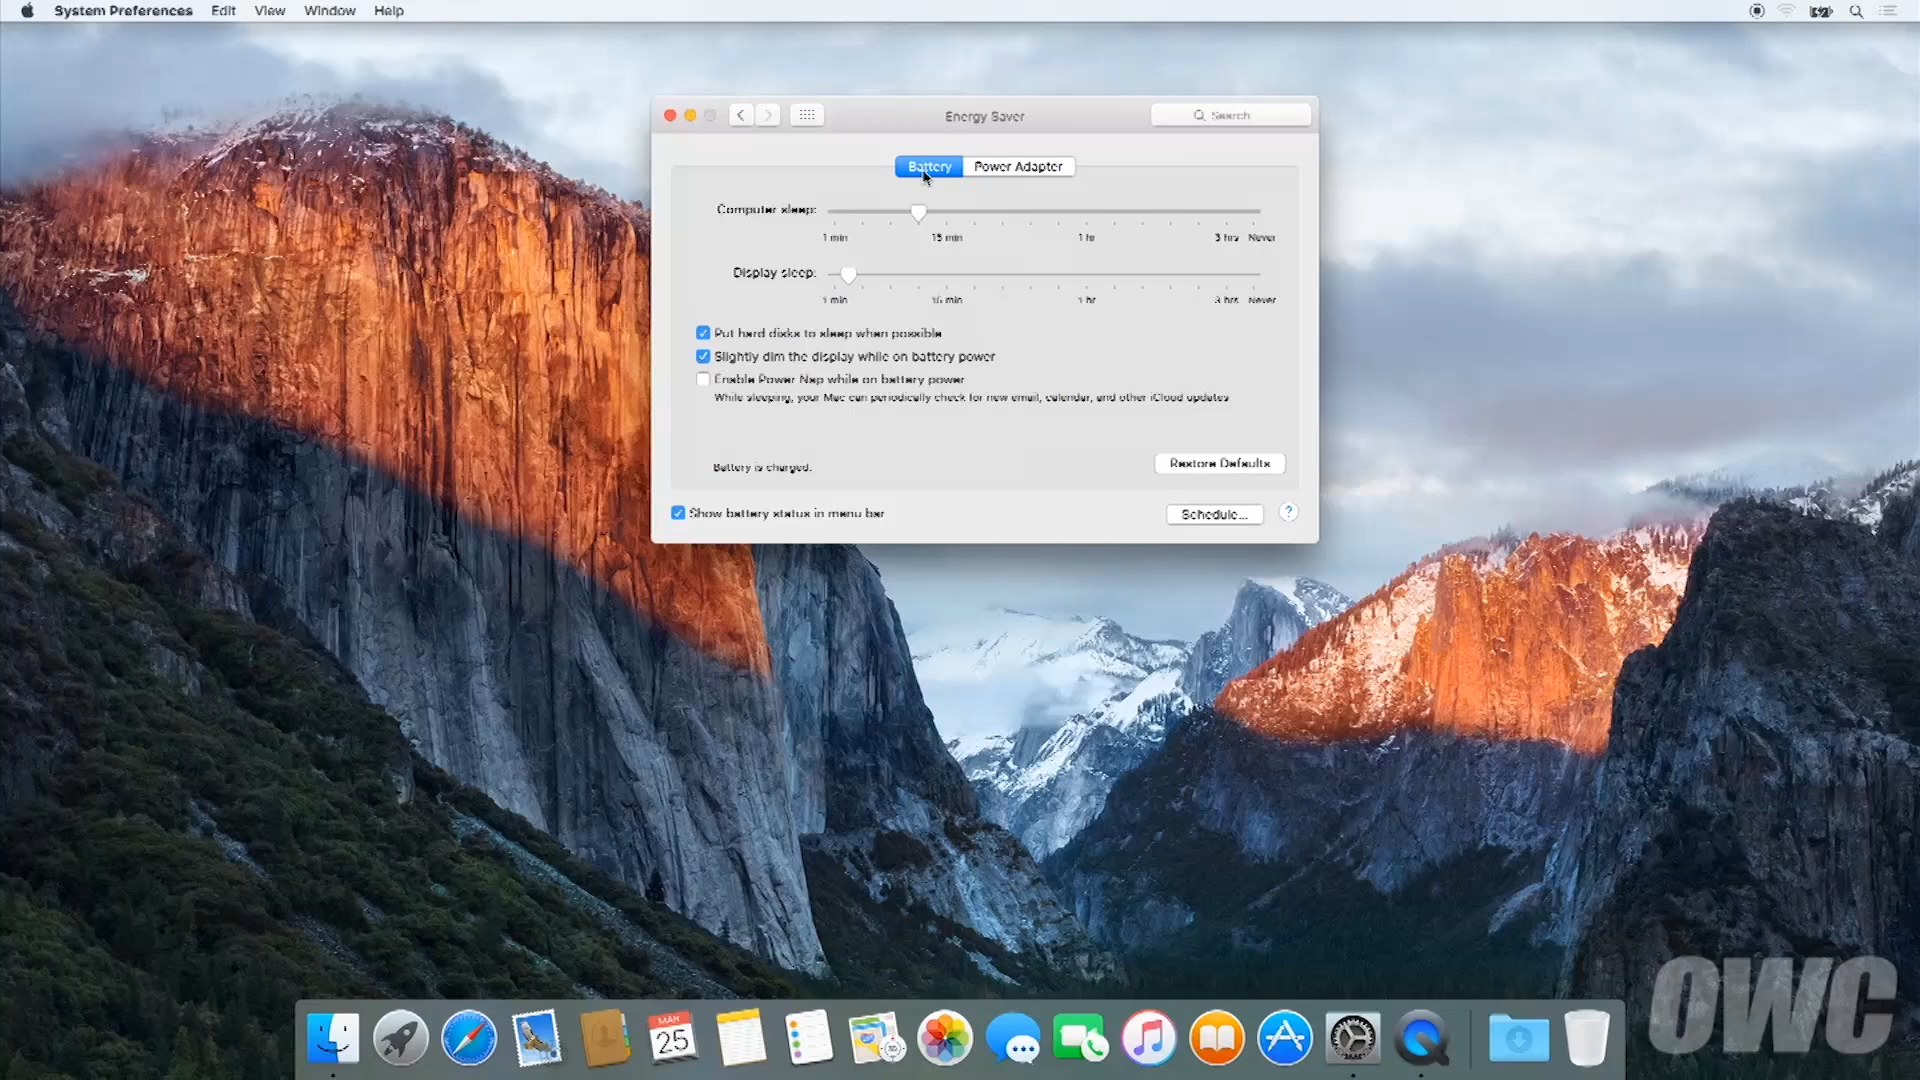 System Preferences Edit View Window Help
Energy Saver
Search
Battery Power Adapter
Computer sleep:
1 min 15 min 1 hr 3 hrs Never
Display sleep:
1 min 15 min 1 hr 3 hrs Never
Put hard disks to sleep when possible
Slightly dim the display while on battery power
Enable Power Nap while on battery power
While sleeping, your Mac can periodically check for new email, calendar, and other iCloud updates
Battery is charged.
Restore Defaults
Show battery status in menu bar
Schedule...
?
MAR
25
OWC